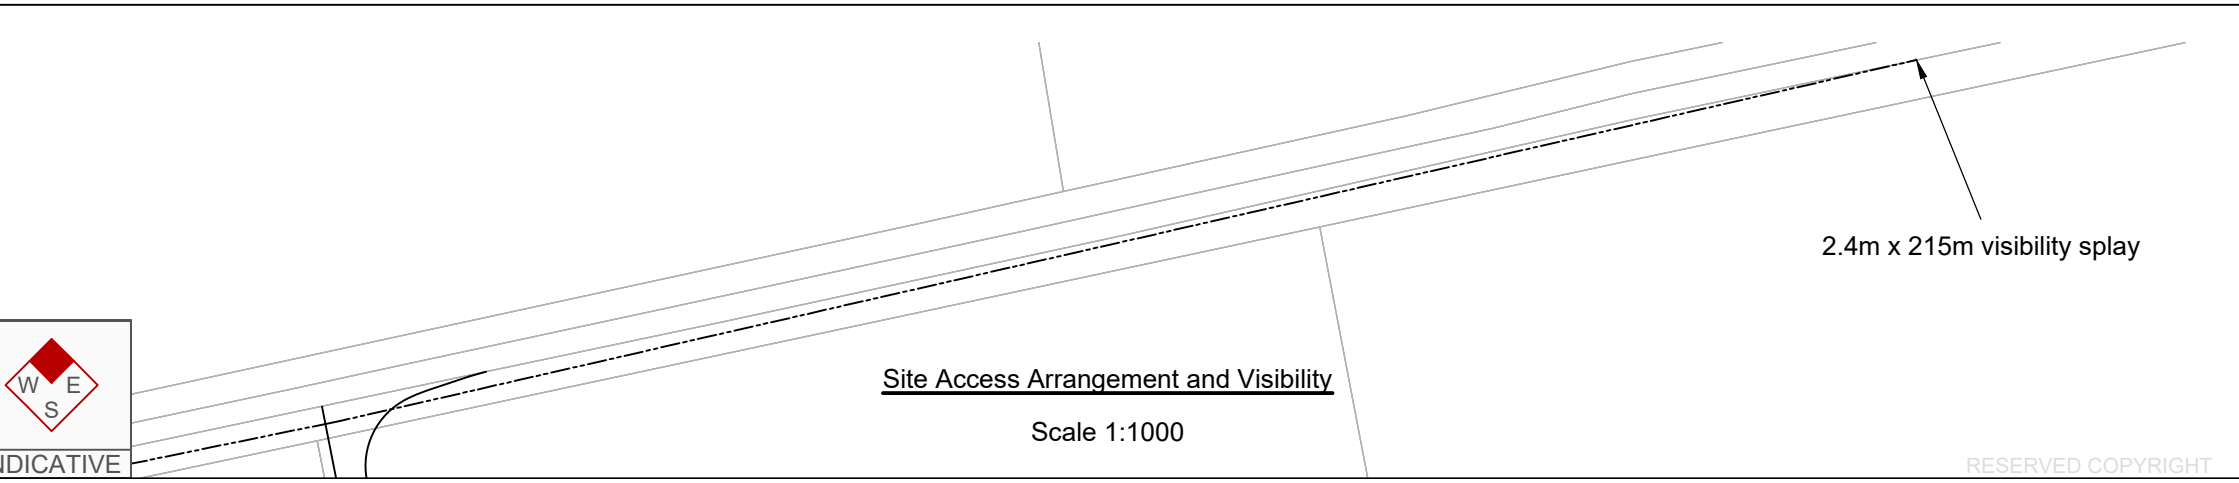 2.4m x 215m visibility splay
Site Access Arrangement and Visibility
Scale 1:1000
W E
S
NDICATIVE
RESERVED COPYRIGHT